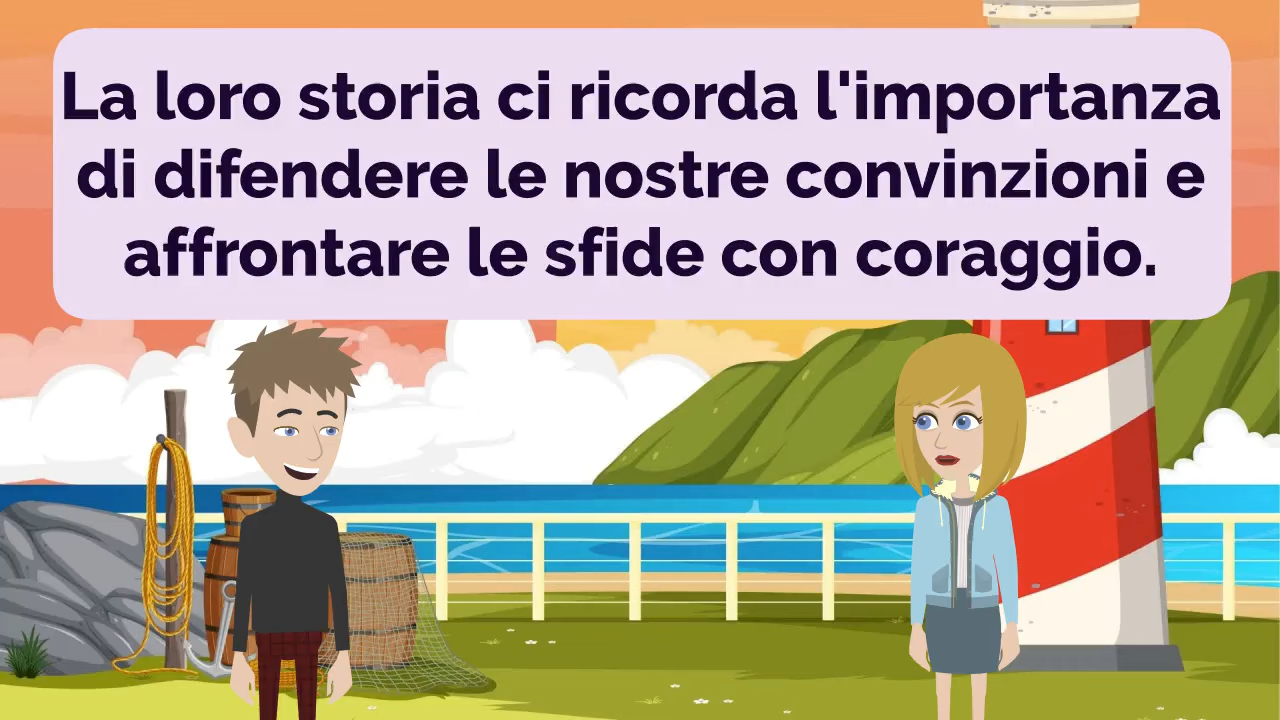 La loro storia ci ricorda l'importanza
di difendere le nostre convinzioni e
affrontare le sfide con coraggio.